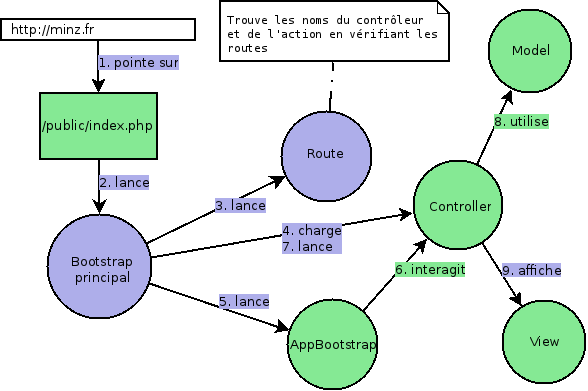 http://minz.fr
Trouve les noms du contrôleur
et de l'action en vérifiant les
routes
1. pointe sur
/public/index.php
2. lance
Bootstrap
principal
3. lance
Route
4. charge
7. lance
5. lance
AppBootstrap
6. interagit
Controller
8. utilise
Model
9. affiche
View